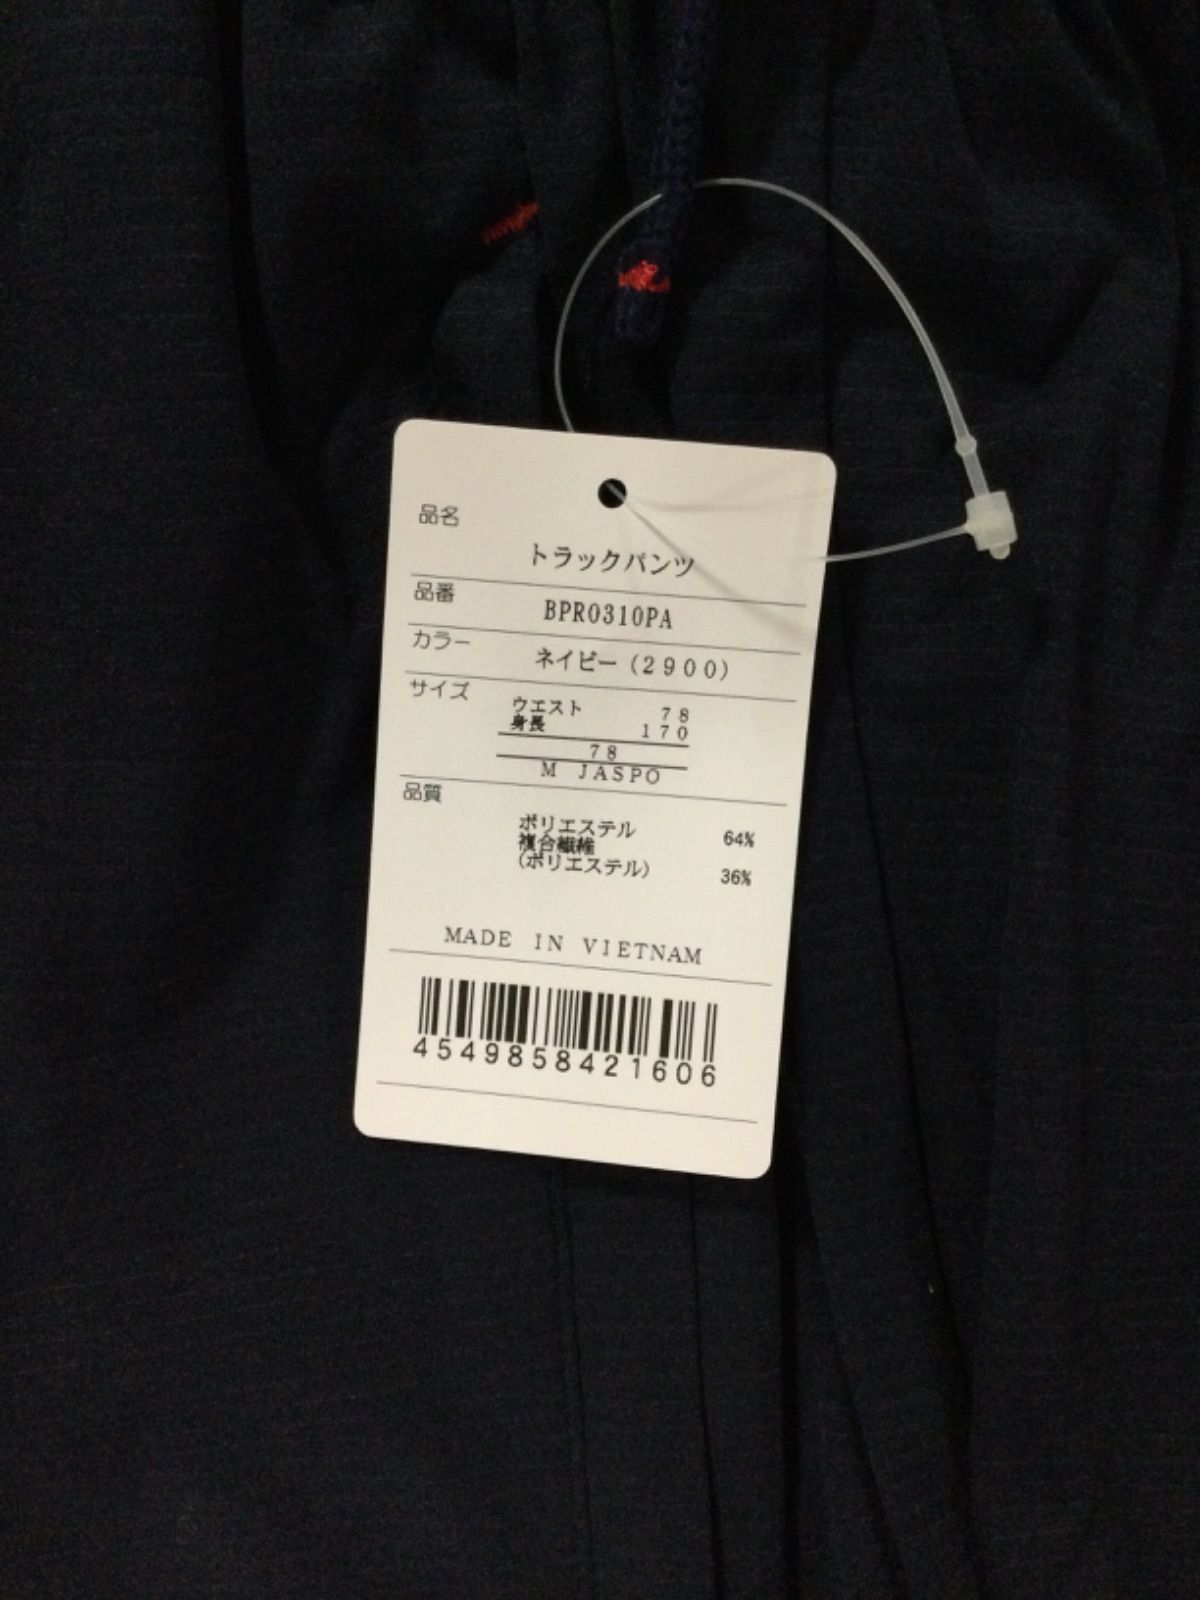 品名
トラックパンツ
品番 BPR0310PA
カラー ネイビー(2900)
サイズ
ウエスト 78
身長 170
78
M JASPO
品質
ポリエステル 64%
複合繊維
(ポリエステル) 36%
MADE IN VIETNAM
4549858421606